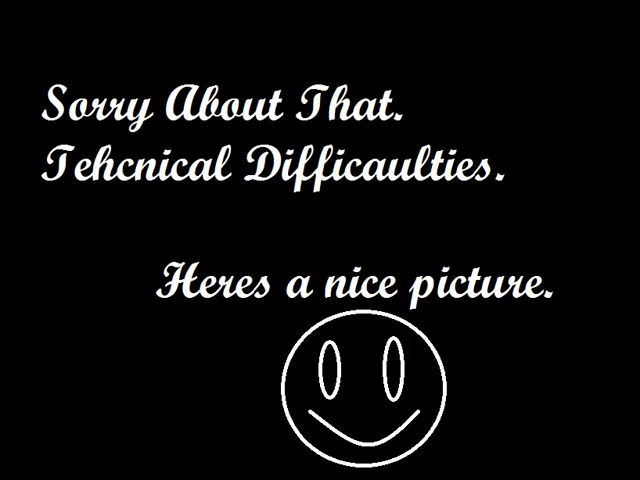 Sorry About That.
Tehcnical Difficaulties.
Heres a nice picture.